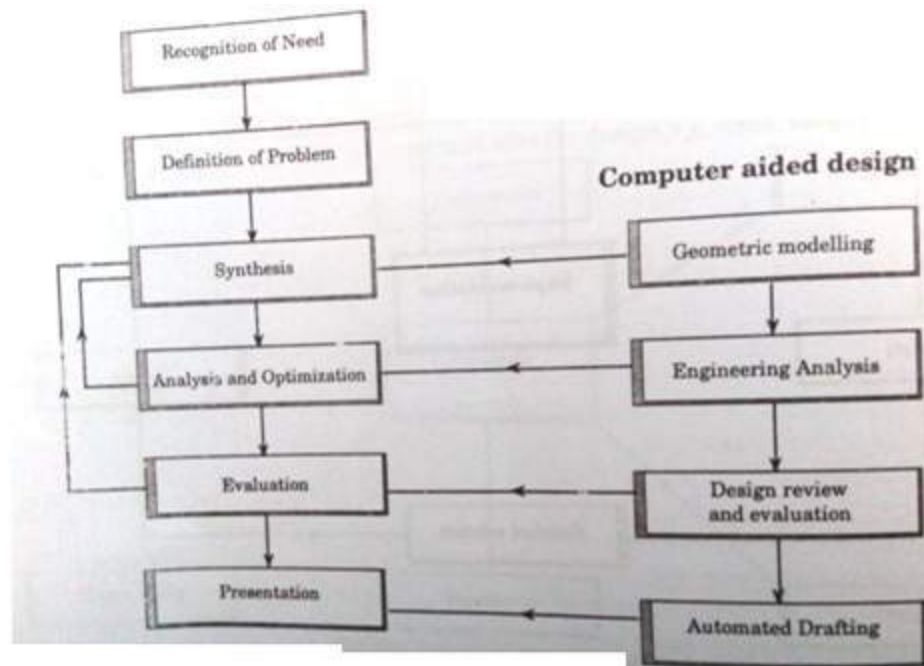 Recognition of Need
Definition of Problem
Computer aided design
Synthesis
Geometric modelling
Analysis and Optimization
Engineering Analysis
Evaluation
Design review
and evaluation
Presentation
Automated Drafting